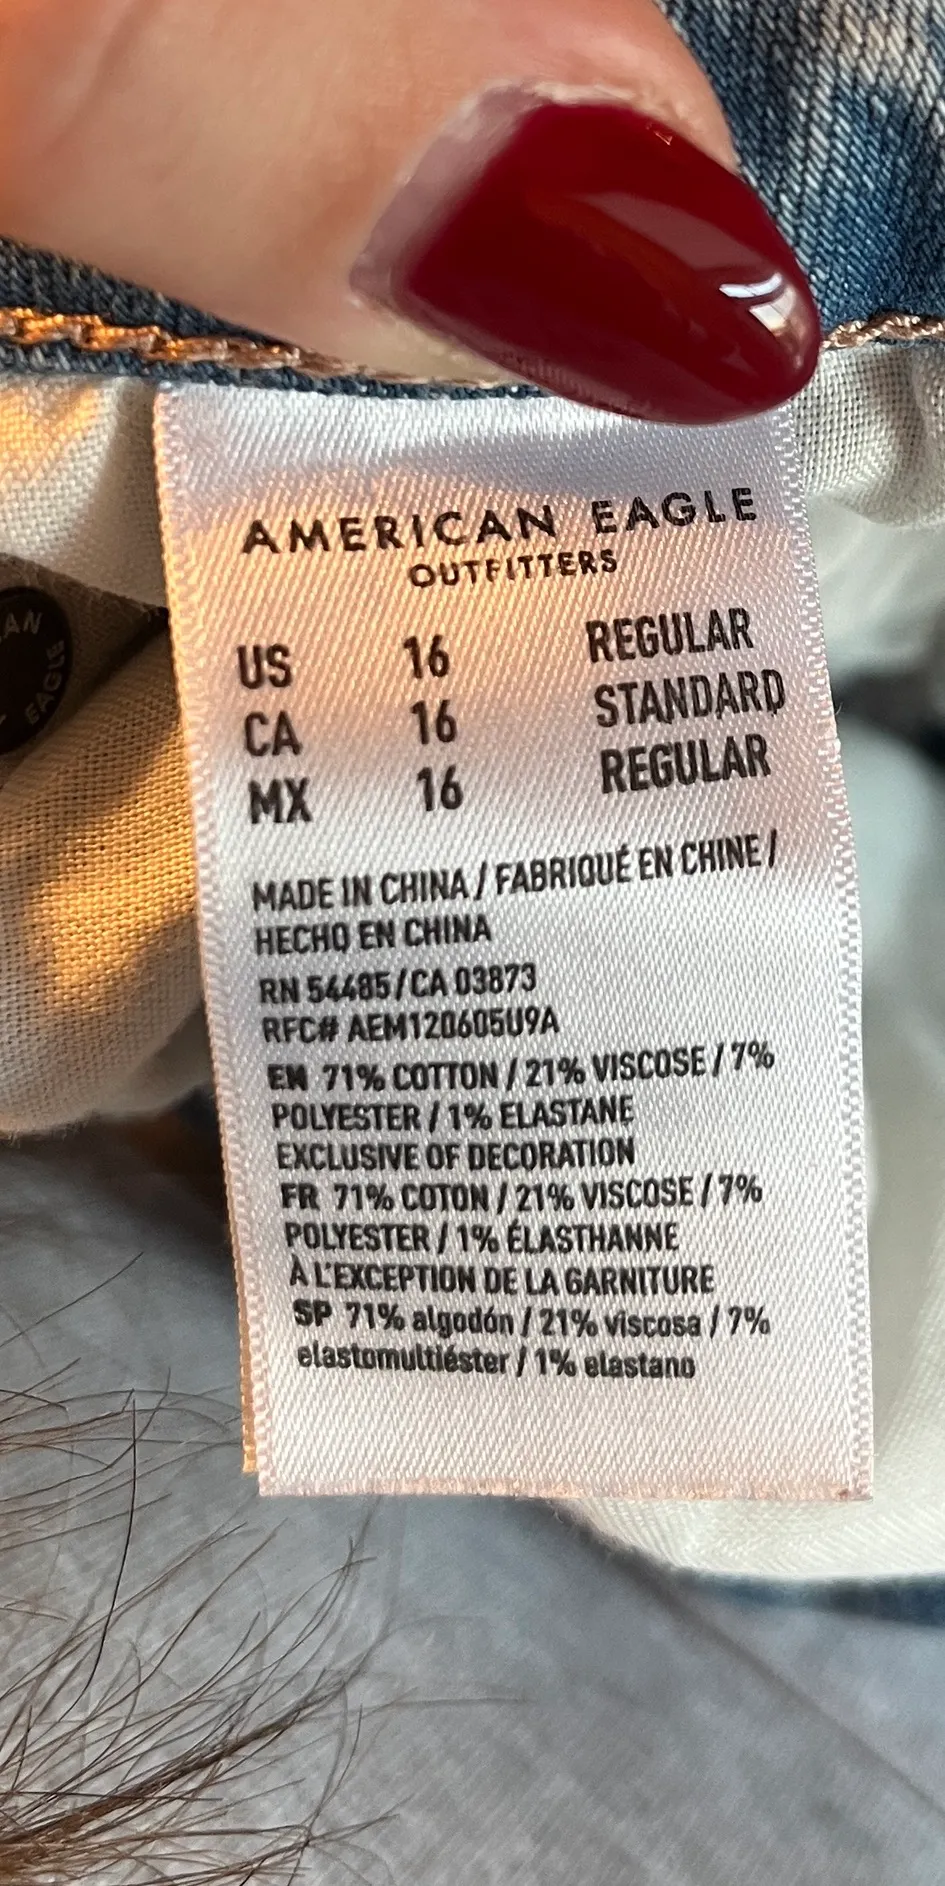 AMERICAN EAGLE
OUTFITTERS
US 16 REGULAR
CA 16 STANDARD
MX 16 REGULAR
MADE IN CHINA / FABRIQUÉ EN CHINE /
HECHO EN CHINA
RN 54485 / CA 03873
RFC# AEM120605U9A
EN 71% COTTON / 21% VISCOSE / 7%
POLYESTER / 1% ELASTANE
EXCLUSIVE OF DECORATION
FR 71% COTON / 21% VISCOSE / 7%
POLYESTER / 1% ÉLASTHANNE
À L'EXCEPTION DE LA GARNITURE
SP 71% algodón / 21% viscosa / 7%
elastomultiéster / 1% elastano
EAGLE